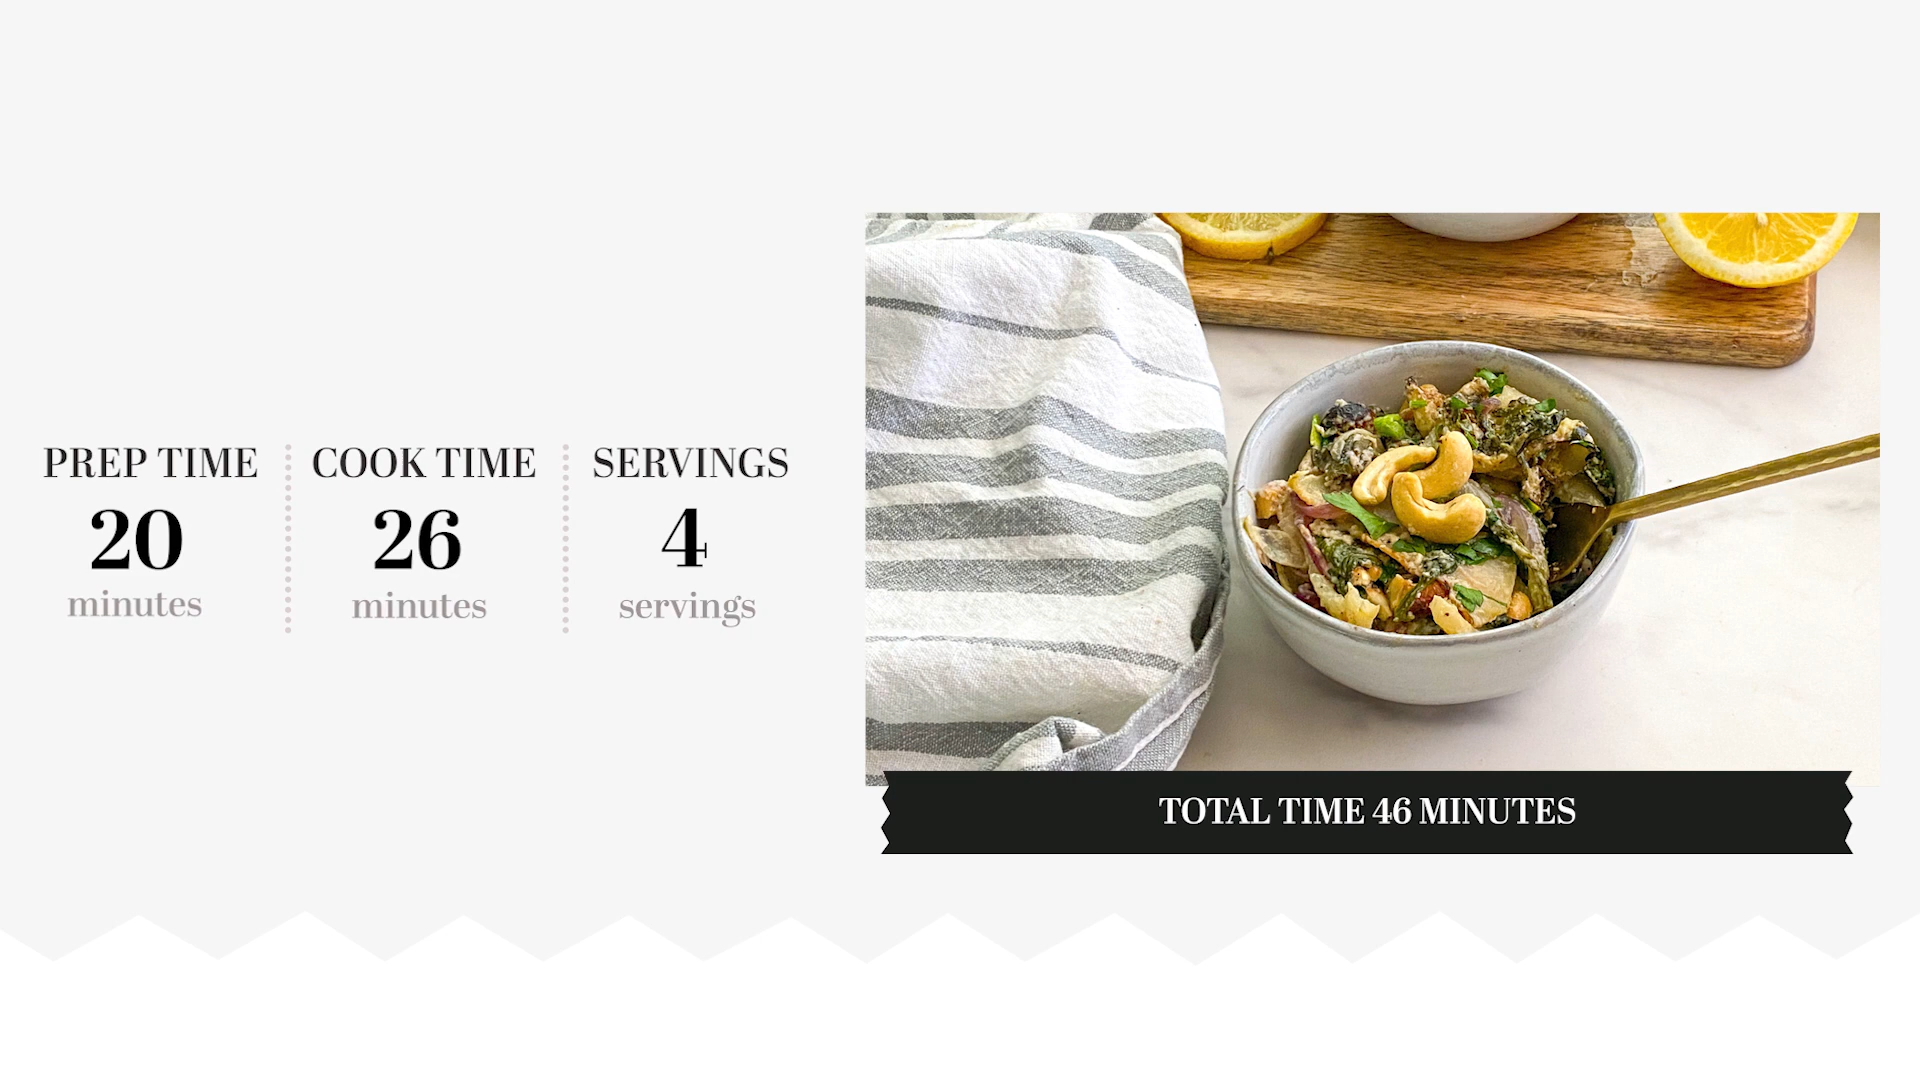 PREP TIME
20
minutes
COOK TIME
26
minutes
SERVINGS
4
servings
TOTAL TIME 46 MINUTES